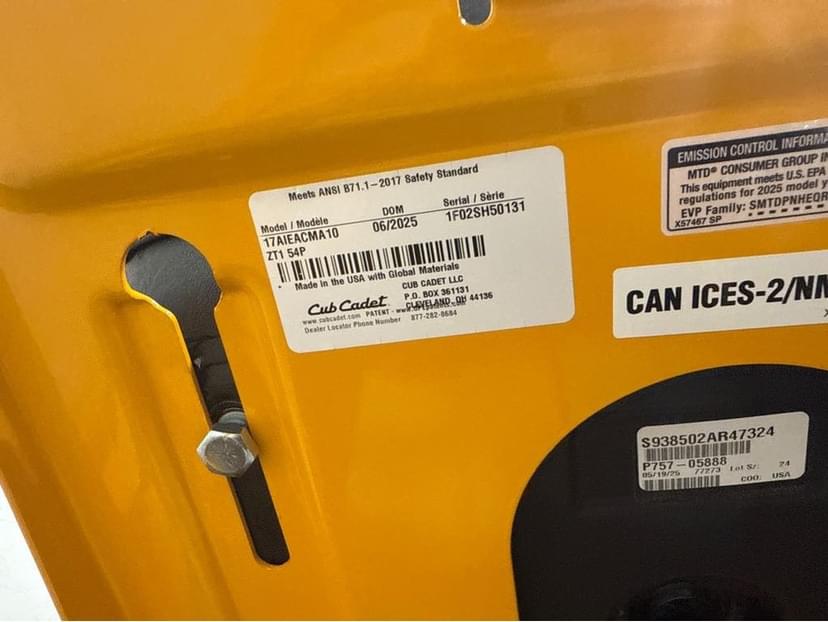 Meets ANSI B71.1-2017 Safety Standard
Model / Modèle DOM Serial / Série
17AIEACMA10 06/2025 1F02SH50131
ZT1 54P
Made in the USA with Global Materials
Cub Cadet
CUB CADET LLC
P.O. BOX 361131
CLEVELAND, OH 44136
www.cubcadet.com PATENT -
Dealer Locator Phone Number 877-282-8684
EMISSION CONTROL INFORMA
MTD® CONSUMER GROUP IN
This equipment meets U.S. EPA
regulations for 2025 model y
EVP Family: SMTDPNHEQR
X57467 SP
CAN ICES-2/NM
S938502AR47324
P757-05888
05/19/25 77273 Lot S/: 24
COO: USA